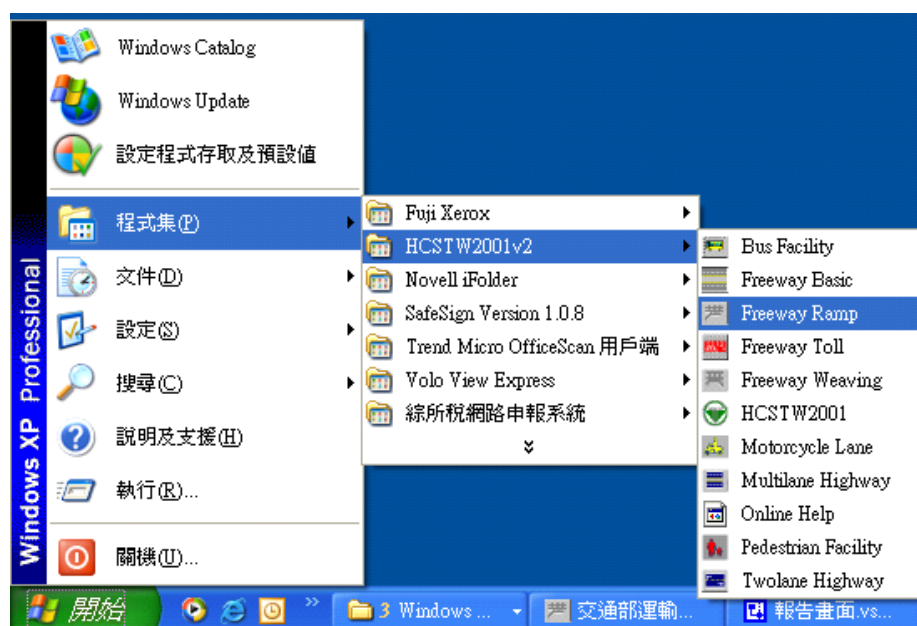 Windows Catalog
Windows Update
設定程式存取及預設值
程式集(P)
文件(D)
設定(S)
搜尋(C)
說明及支援(H)
執行(R)...
關機(U)...
Windows XP Professional
Fuji Xerox
HCSTW2001v2
Novell iFolder
SafeSign Version 1.0.8
Trend Micro OfficeScan 用戶端
Volo View Express
綜所稅網路申報系統
Bus Facility
Freeway Basic
Freeway Ramp
Freeway Toll
Freeway Weaving
HCSTW2001
Motorcycle Lane
Multilane Highway
Online Help
Pedestrian Facility
Twolane Highway
開始
3 Windows ...
交通部運輸...
報告畫面.vs...